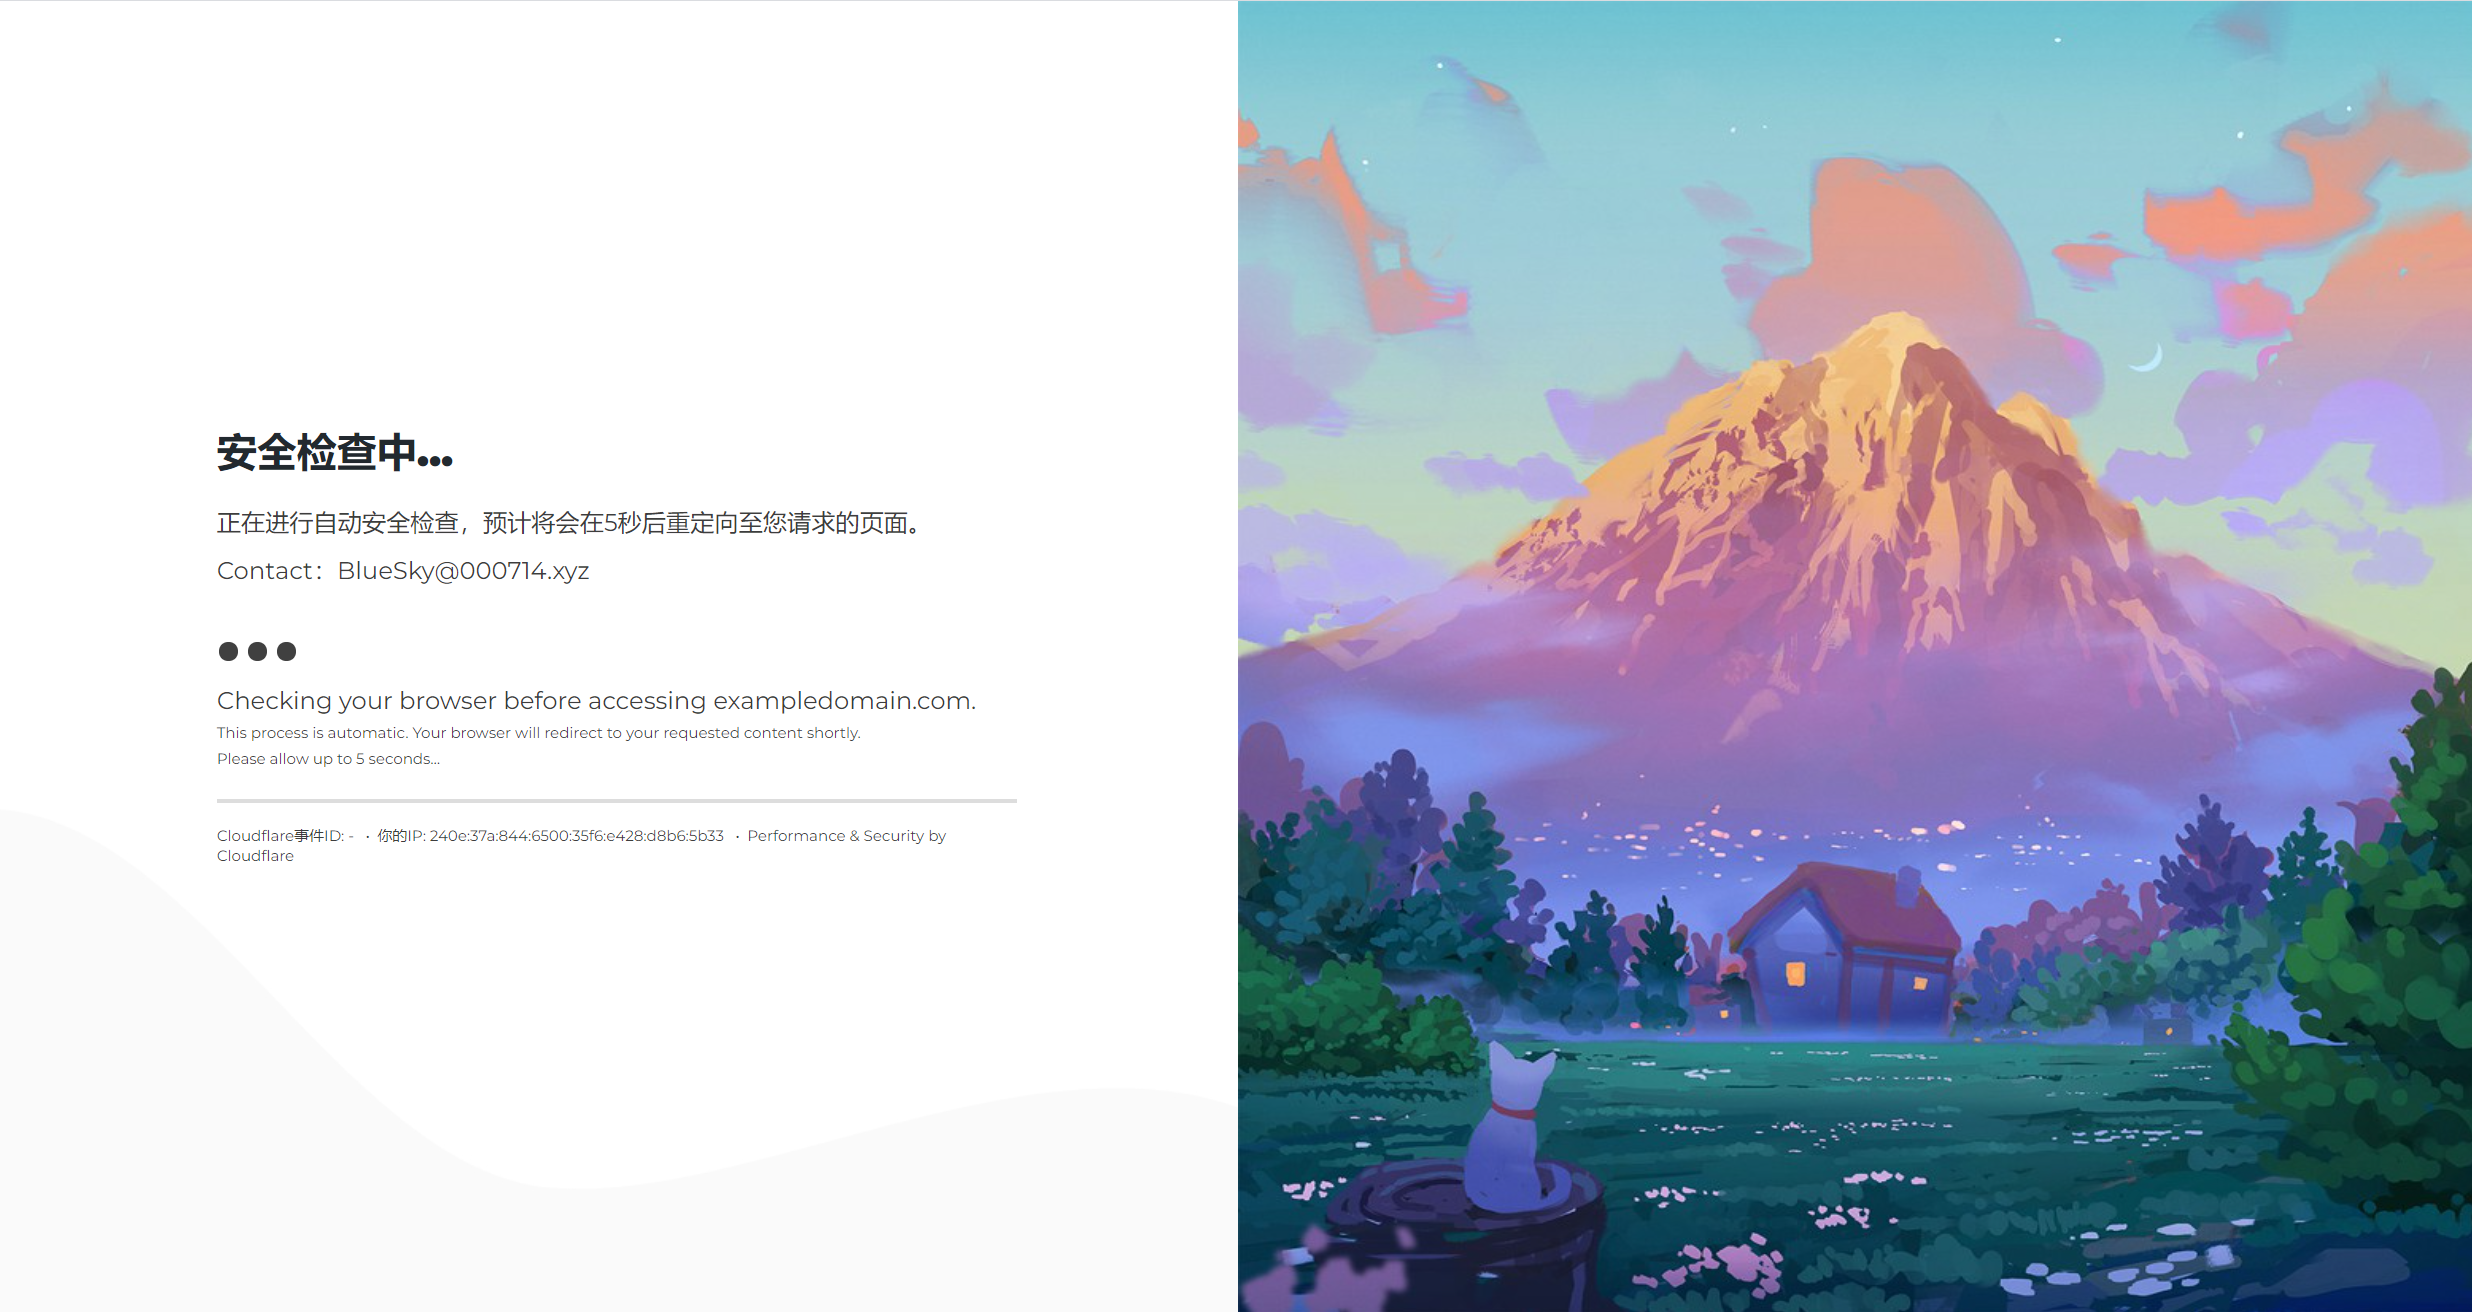 安全检查中...
正在进行自动安全检查，预计将会在5秒后重定向至您请求的页面。
Contact：BlueSky@000714.xyz
Checking your browser before accessing exampledomain.com.
This process is automatic. Your browser will redirect to your requested content shortly.
Please allow up to 5 seconds...
Cloudflare事件ID: - · 你的IP: 240e:37a:844:6500:35f6:e428:d8b6:5b33 · Performance & Security by
Cloudflare